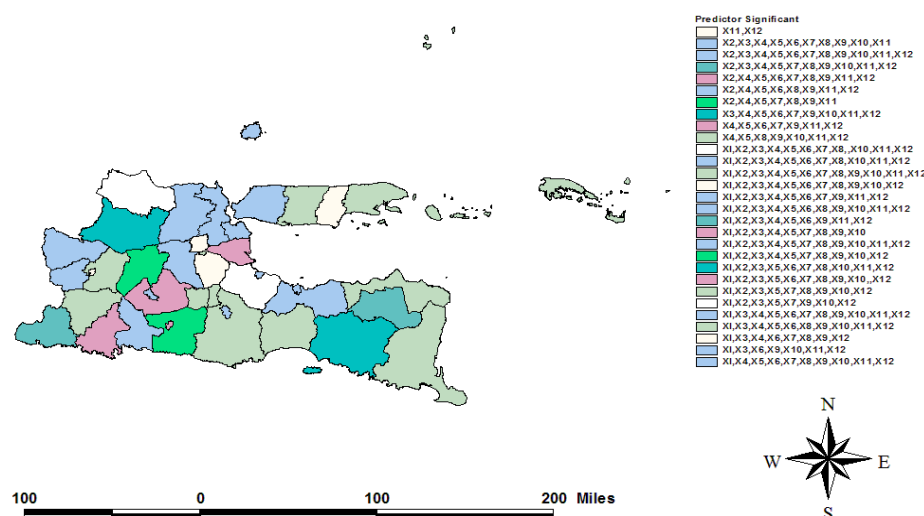 Predictor Significant
X11,X12
X2,X3,X4,X5,X6,X7,X8,X9,X10,X11
X2,X3,X4,X5,X6,X7,X8,X9,X10,X11,X12
X2,X3,X4,X5,X7,X8,X9,X10,X11,X12
X2,X4,X5,X6,X7,X8,X9,X11,X12
X2,X4,X5,X6,X8,X9,X11,X12
X2,X4,X5,X7,X8,X9,X11
X3,X4,X5,X6,X7,X9,X10,X11,X12
X4,X5,X6,X7,X9,X11,X12
X4,X5,X8,X9,X10,X11,X12
XI,X2,X3,X4,X5,X6,X7,X8,,X10,X11,X12
XI,X2,X3,X4,X5,X6,X7,X8,X10,X11,X12
XI,X2,X3,X4,X5,X6,X7,X8,X9,X10,X11,X12
XI,X2,X3,X4,X5,X6,X7,X8,X9,X10,X12
XI,X2,X3,X4,X5,X6,X7,X9,X11,X12
XI,X2,X3,X4,X5,X6,X8,X9,X10,X11,X12
XI,X2,X3,X4,X5,X6,X9,X11,X12
XI,X2,X3,X4,X5,X7,X8,X9,X10
XI,X2,X3,X4,X5,X7,X8,X9,X10,X11,X12
XI,X2,X3,X4,X5,X7,X8,X9,X10,X12
XI,X2,X3,X5,X6,X7,X8,X10,X11,X12
XI,X2,X3,X5,X6,X7,X8,X9,X10,,X12
XI,X2,X3,X5,X7,X8,X9,X10,X12
XI,X2,X3,X5,X7,X9,X10,X12
XI,X3,X4,X5,X6,X7,X8,X9,X10,X11,X12
XI,X3,X4,X5,X6,X8,X9,X10,X11,X12
XI,X3,X4,X6,X7,X8,X9,X12
XI,X3,X6,X9,X10,X11,X12
XI,X4,X5,X6,X7,X8,X9,X10,X11,X12
N
W E
S
100 0 100 200 Miles